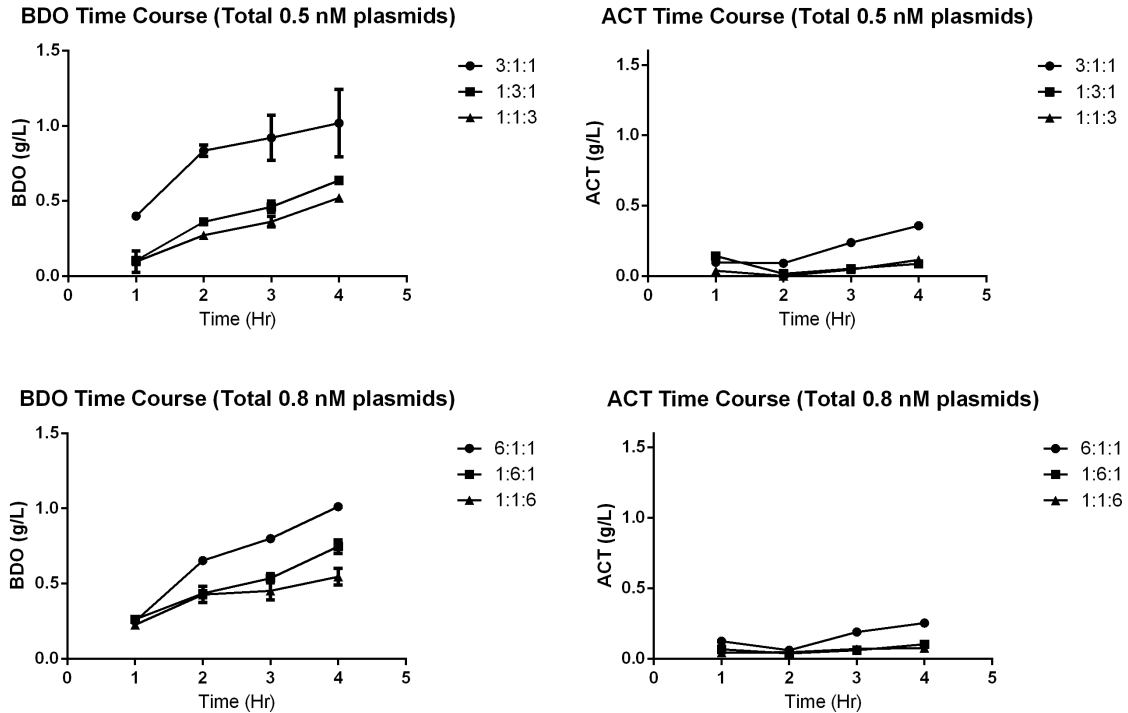 BDO Time Course (Total 0.5 nM plasmids)
1.5
1.0
0.5
0.0
BDO (g/L)
0 1 2 3 4 5
Time (Hr)
3:1:1
1:3:1
1:1:3
ACT Time Course (Total 0.5 nM plasmids)
1.5
1.0
0.5
0.0
ACT (g/L)
0 1 2 3 4 5
Time (Hr)
3:1:1
1:3:1
1:1:3
BDO Time Course (Total 0.8 nM plasmids)
1.5
1.0
0.5
0.0
BDO (g/L)
0 1 2 3 4 5
Time (Hr)
6:1:1
1:6:1
1:1:6
ACT Time Course (Total 0.8 nM plasmids)
1.5
1.0
0.5
0.0
ACT (g/L)
0 1 2 3 4 5
Time (Hr)
6:1:1
1:6:1
1:1:6